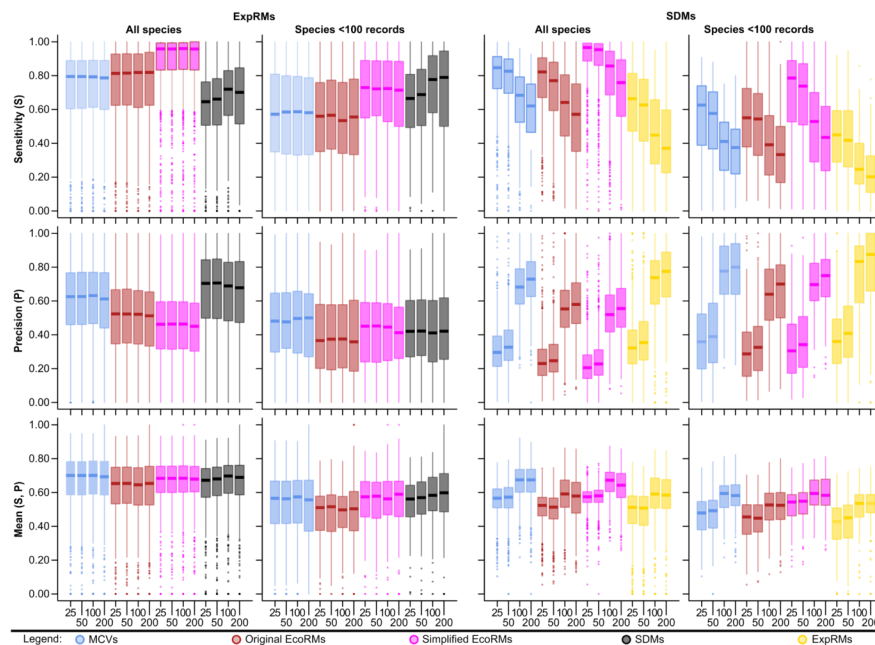 ExpRMs SDMs
All species Species <100 records All species Species <100 records
Sensitivity (S)
1.00
0.80
0.60
0.40
0.20
0.00
Precision (P)
1.00
0.80
0.60
0.40
0.20
0.00
Mean (S, P)
1.00
0.80
0.60
0.40
0.20
0.00
25 100 25 100 25 100 25 100 25 100 25 100 25 100 25 100 25 100 25 100 25 100 25 100 25 100 25 100 25 100 25 100
50 200 50 200 50 200 50 200 50 200 50 200 50 200 50 200 50 200 50 200 50 200 50 200 50 200 50 200 50 200 50 200
Legend: MCVs Original EcoRMs Simplified EcoRMs SDMs ExpRMs